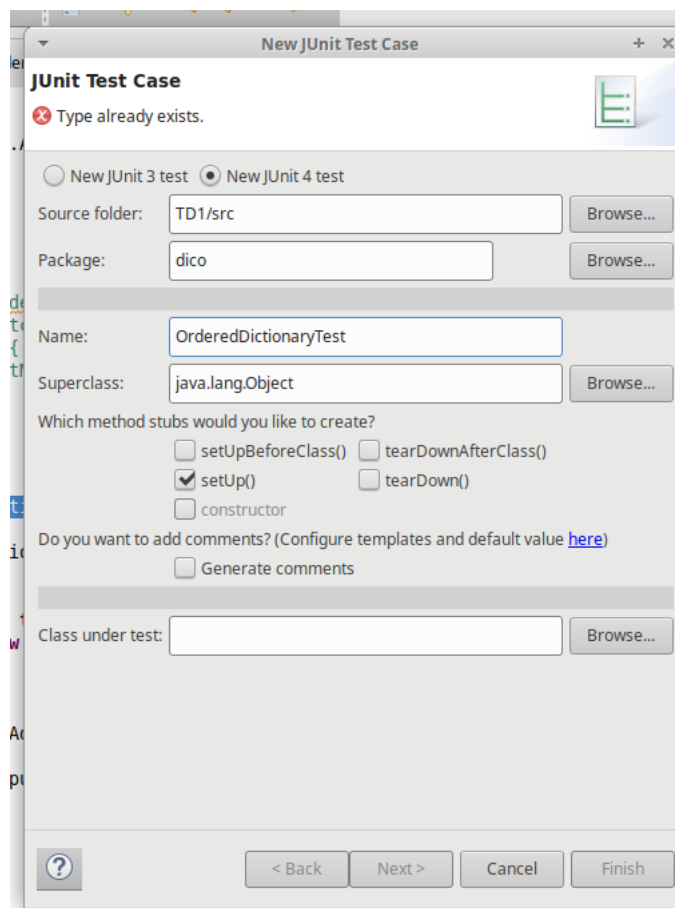 New JUnit Test Case
JUnit Test Case
Type already exists.
New JUnit 3 test New JUnit 4 test
Source folder: TD1/src Browse...
Package: dico Browse...
Name: OrderedDictionaryTest
Superclass: java.lang.Object Browse...
Which method stubs would you like to create?
setUpBeforeClass() tearDownAfterClass()
setUp() tearDown()
constructor
Do you want to add comments? (Configure templates and default value here)
Generate comments
Class under test: Browse...
< Back Next > Cancel Finish